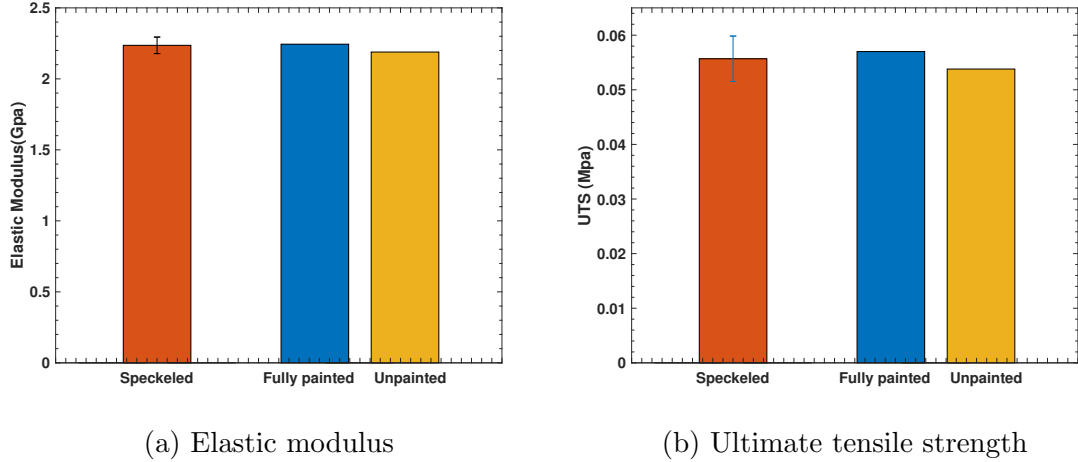 2.5
2
1.5
1
0.5
0
Elastic Modulus(Gpa)
Speckeled Fully painted Unpainted
(a) Elastic modulus
0.06
0.05
0.04
0.03
0.02
0.01
0
UTS (Mpa)
Speckeled Fully painted Unpainted
(b) Ultimate tensile strength